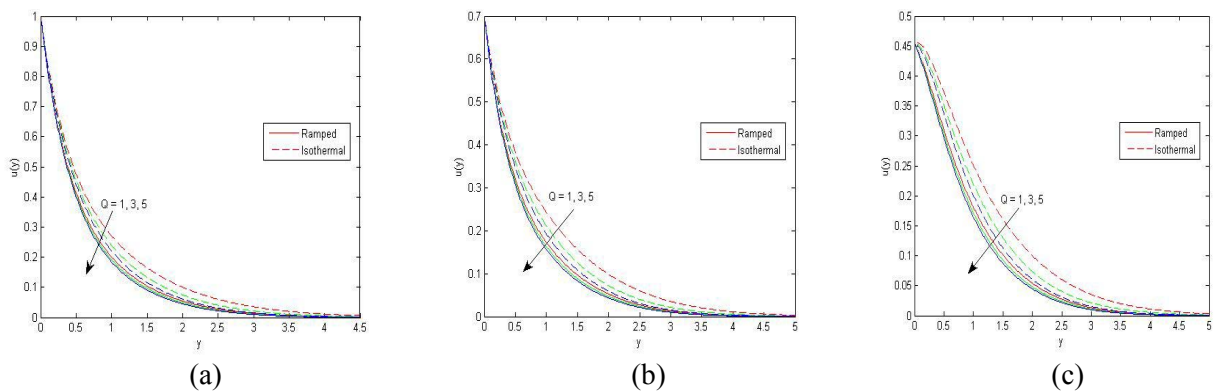 1
0.9
0.8
0.7
0.6
0.5
0.4
0.3
0.2
0.1
0
u(y)
Ramped
Isothermal
Q = 1, 3, 5
0 0.5 1 1.5 2 2.5 3 3.5 4 4.5
y
(a)
0.7
0.6
0.5
0.4
0.3
0.2
0.1
0
u(y)
Ramped
Isothermal
Q = 1, 3, 5
0 0.5 1 1.5 2 2.5 3 3.5 4 4.5 5
y
(b)
0.5
0.45
0.4
0.35
0.3
0.25
0.2
0.15
0.1
0.05
0
u(y)
Ramped
Isothermal
Q = 1, 3, 5
0 0.5 1 1.5 2 2.5 3 3.5 4 4.5 5
y
(c)